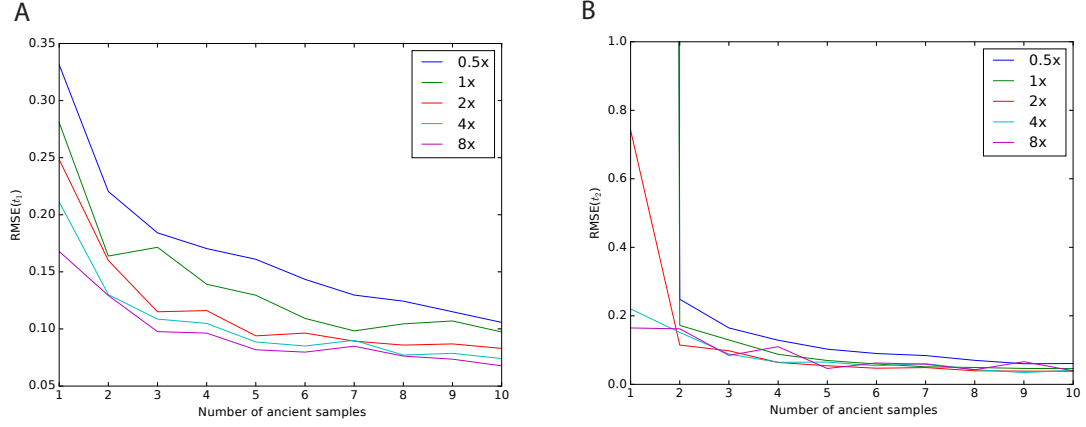 A
0.35
0.30
0.25
0.20
0.15
0.10
0.05
RMSE(t₁)
1 2 3 4 5 6 7 8 9 10
Number of ancient samples
0.5x
1x
2x
4x
8x
B
1.0
0.8
0.6
0.4
0.2
0.0
RMSE(t₂)
1 2 3 4 5 6 7 8 9 10
Number of ancient samples
0.5x
1x
2x
4x
8x